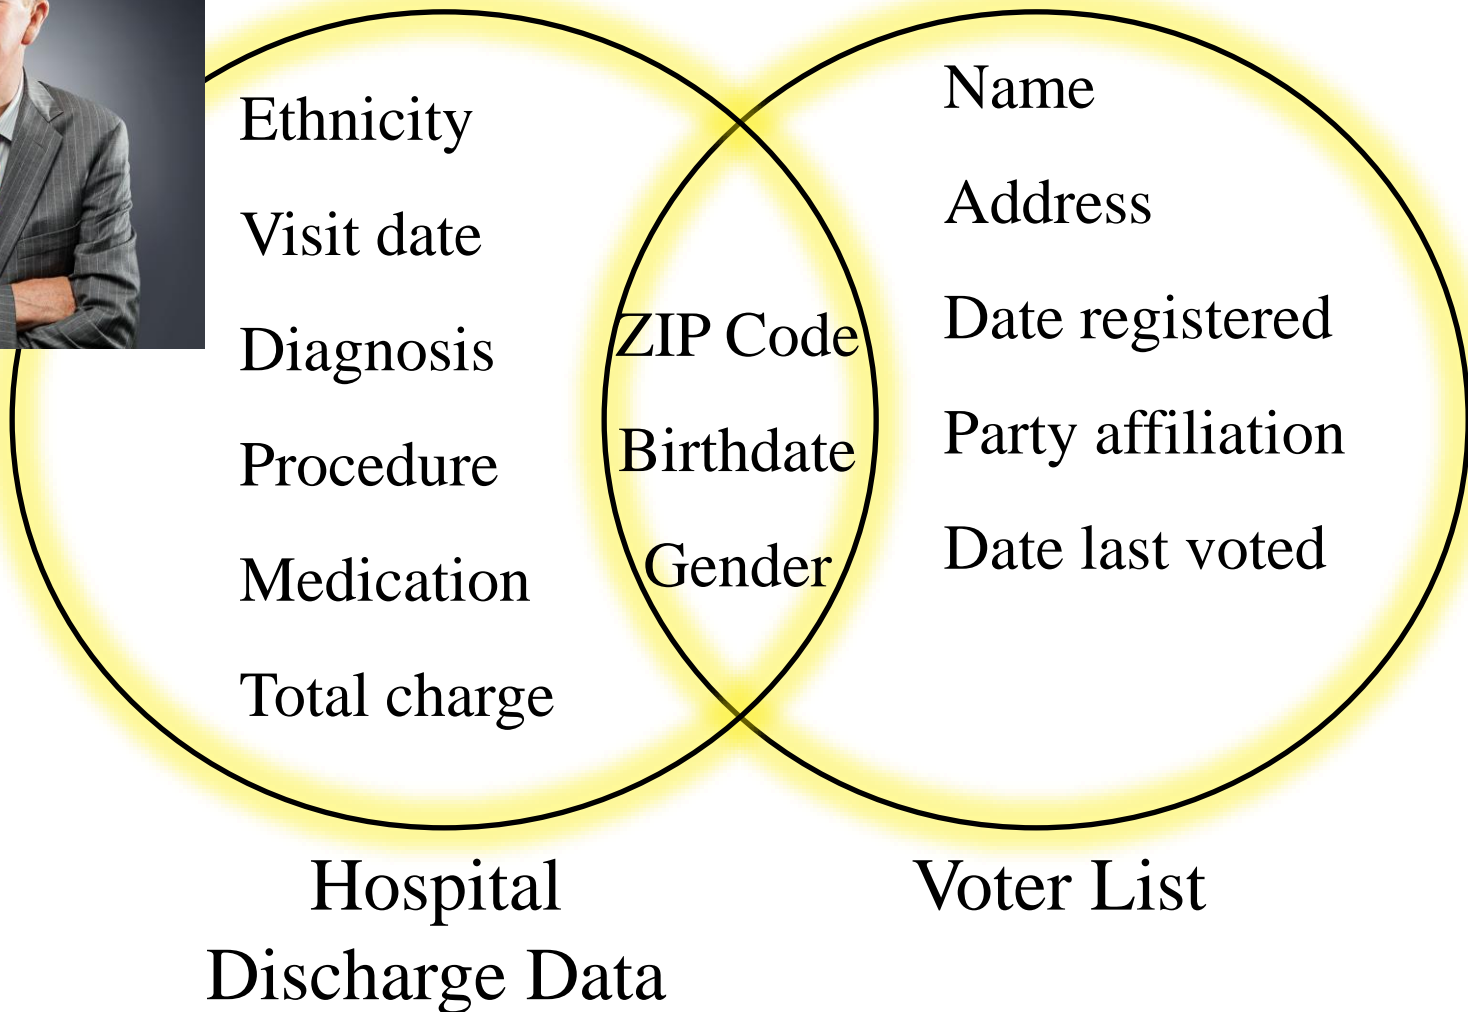 Ethnicity
Visit date
Diagnosis
Procedure
Medication
Total charge
ZIP Code
Birthdate
Gender
Name
Address
Date registered
Party affiliation
Date last voted
Hospital
Discharge Data
Voter List